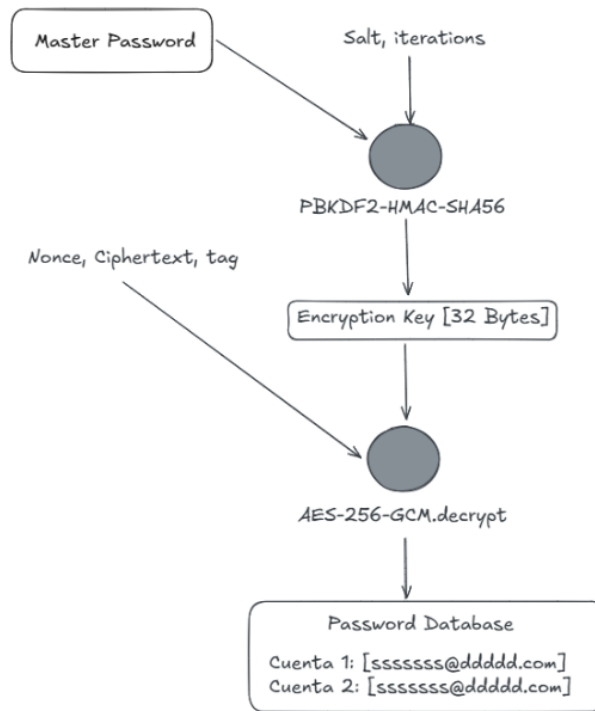 Master Password
Salt, iterations
PBKDF2-HMAC-SHA56
Nonce, Ciphertext, tag
Encryption Key [32 Bytes]
AES-256-GCM.decrypt
Password Database
Cuenta 1: [sssssss@ddddd.com]
Cuenta 2: [sssssss@ddddd.com]